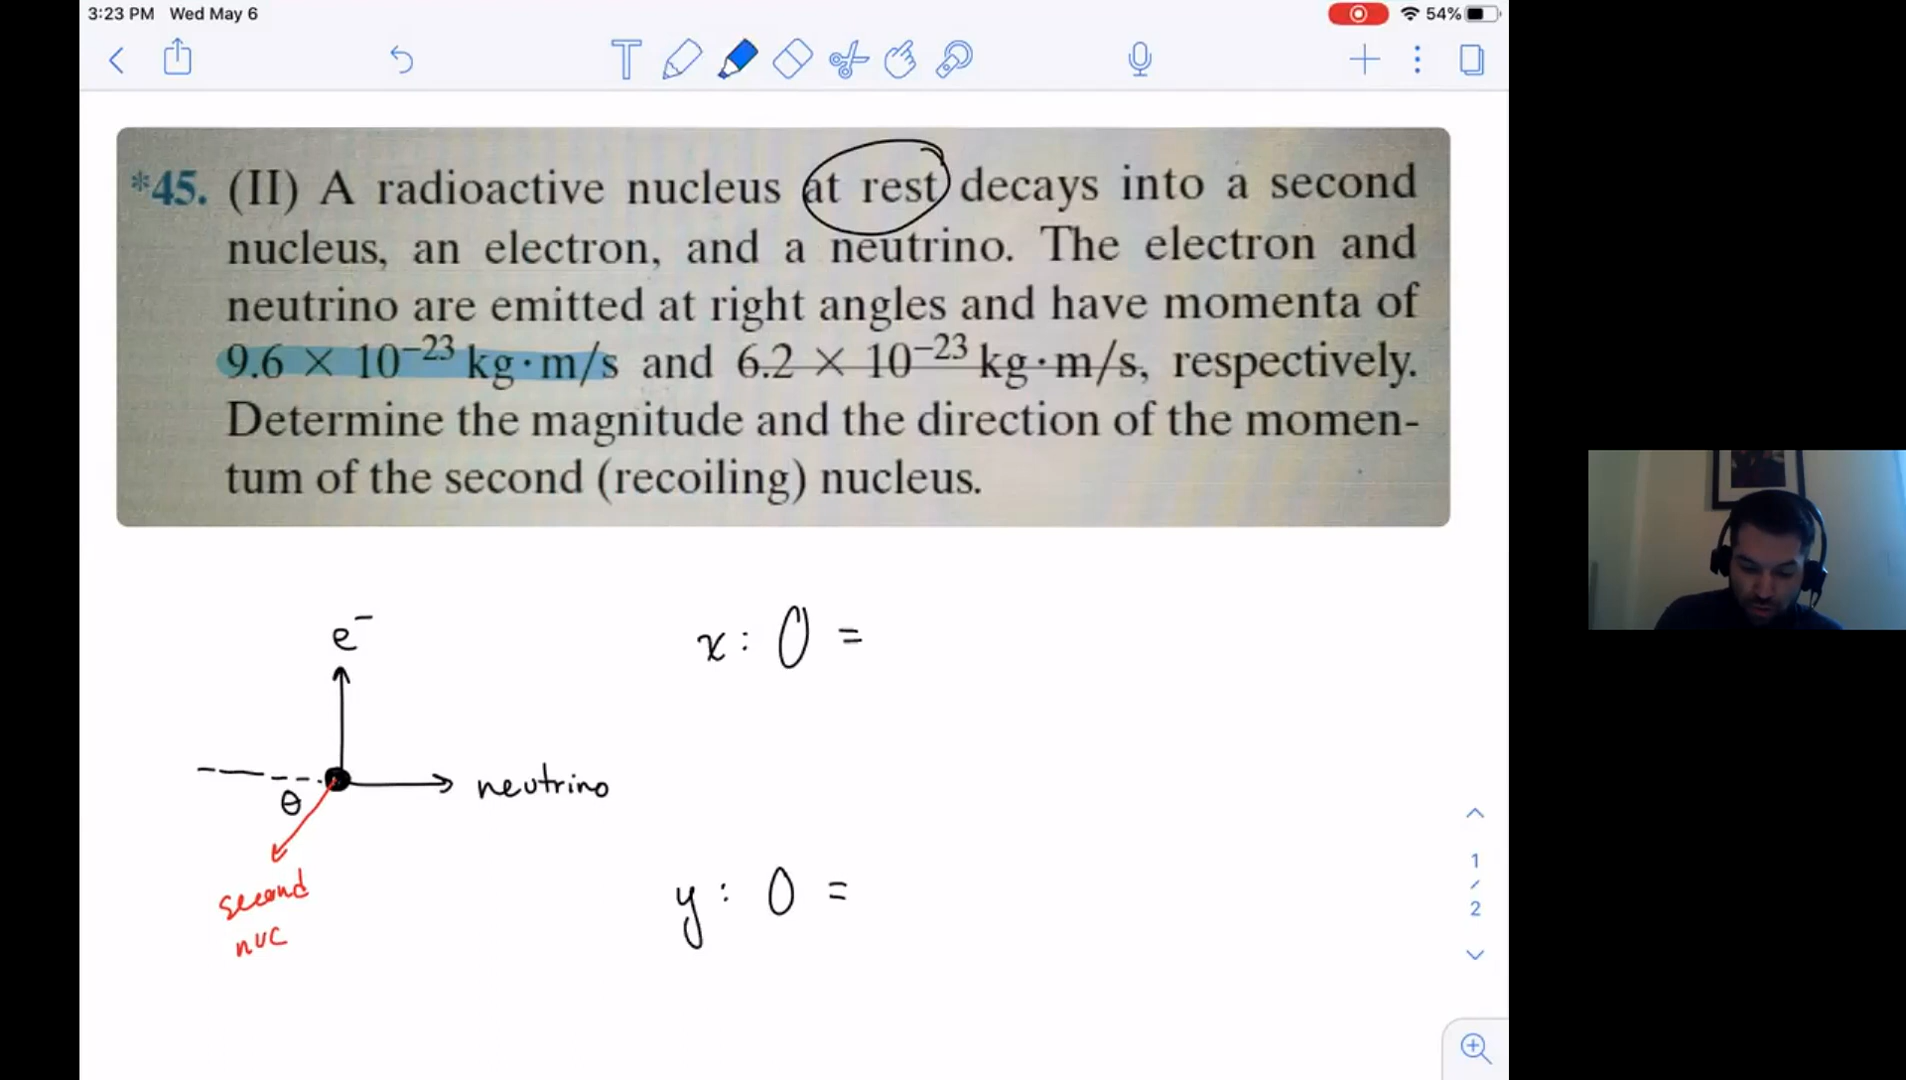 3:23 PM Wed May 6
54%
*45. (II) A radioactive nucleus at rest decays into a second
nucleus, an electron, and a neutrino. The electron and
neutrino are emitted at right angles and have momenta of
9.6 × 10⁻²³ kg·m/s and 6.2 × 10⁻²³ kg·m/s, respectively.
Determine the magnitude and the direction of the momen-
tum of the second (recoiling) nucleus.
e⁻
x: 0 =
neutrino
θ
second
nuc
y: 0 =
1
/
2